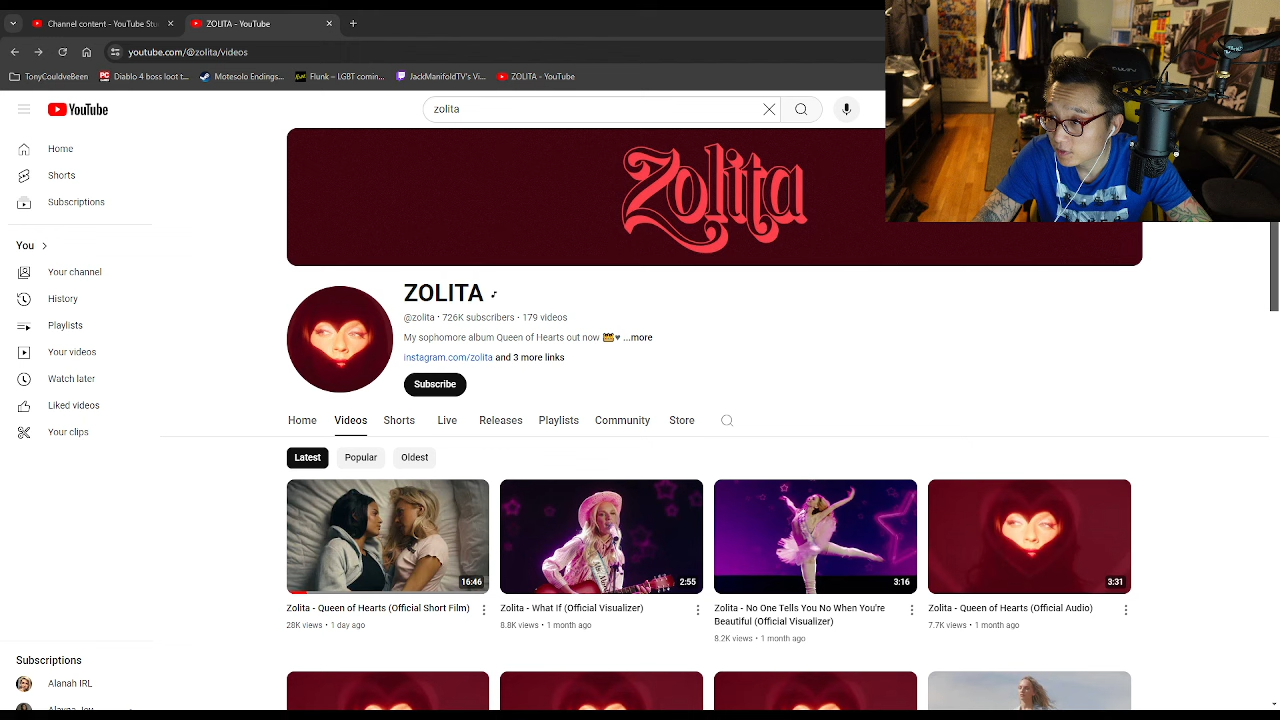 Channel content - YouTube Stu
ZOLITA - YouTube
youtube.com/@zolita/videos
TonyCouldveBeen
Diablo 4 boss loot t...
Motesolo Endings...
Flunk – LGBT comin...
YouTube
zolita
Home
Shorts
Subscriptions
You
Your channel
History
Playlists
Your videos
Watch later
Liked videos
Your clips
Subscriptions
Alanah IRL
Zolita
ZOLITA
@zolita • 726K subscribers • 179 videos
My sophomore album Queen of Hearts out now ...more
instagram.com/zolita and 3 more links
Subscribe
Home Videos Shorts Live Releases Playlists Community Store
Latest Popular Oldest
16:46
Zolita - Queen of Hearts (Official Short Film)
28K views • 1 day ago
2:55
Zolita - What If (Official Visualizer)
8.8K views • 1 month ago
3:16
Zolita - No One Tells You No When You're
Beautiful (Official Visualizer)
8.2K views • 1 month ago
3:31
Zolita - Queen of Hearts (Official Audio)
7.7K views • 1 month ago